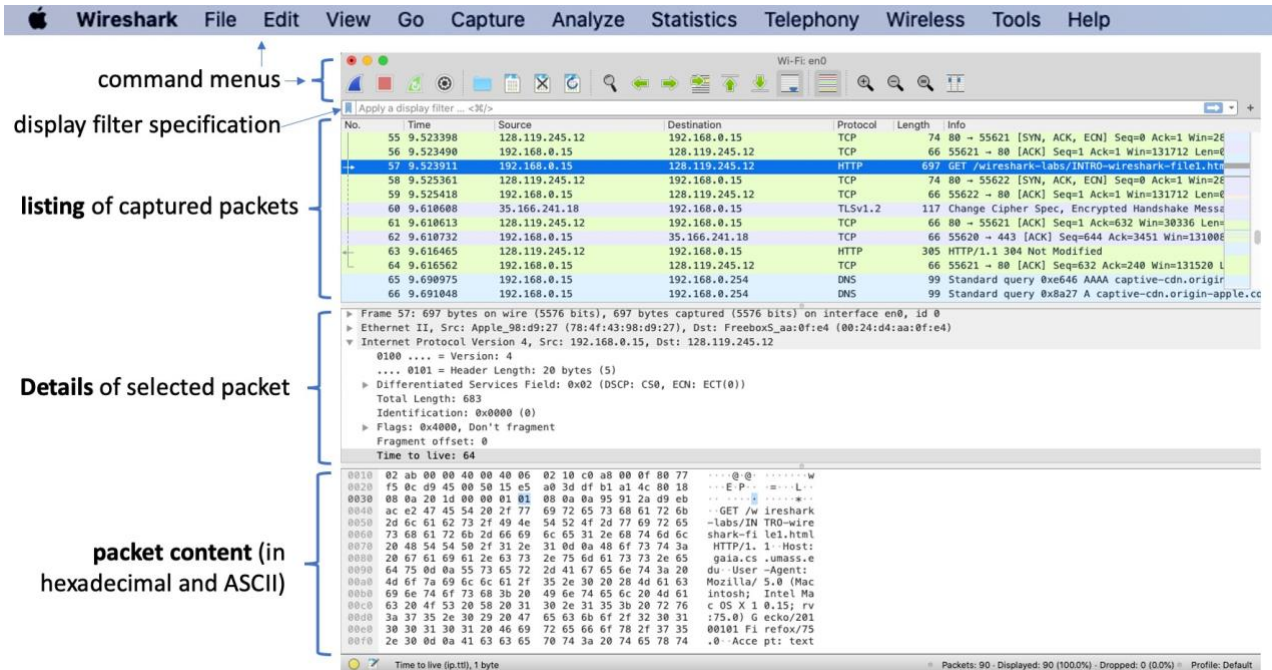 Wireshark File Edit View Go Capture Analyze Statistics Telephony Wireless Tools Help
command menus
Wi-Fi: en0
display filter specification
Apply a display filter ... <⌘/>
No. Time Source Destination Protocol Length Info
55 9.523398 128.119.245.12 192.168.0.15 TCP 74 80 → 55621 [SYN, ACK, ECN] Seq=0 Ack=1 Win=28
56 9.523490 192.168.0.15 128.119.245.12 TCP 66 55621 → 80 [ACK] Seq=1 Ack=1 Win=131712 Len=0
57 9.523911 192.168.0.15 128.119.245.12 HTTP 697 GET /wireshark-labs/INTRO-wireshark-file1.htm
58 9.525361 128.119.245.12 192.168.0.15 TCP 74 80 → 55622 [SYN, ACK, ECN] Seq=0 Ack=1 Win=28
59 9.525418 192.168.0.15 128.119.245.12 TCP 66 55622 → 80 [ACK] Seq=1 Ack=1 Win=131712 Len=0
listing of captured packets
60 9.610608 35.166.241.18 192.168.0.15 TLSv1.2 117 Change Cipher Spec, Encrypted Handshake Messa
61 9.610613 128.119.245.12 192.168.0.15 TCP 66 80 → 55621 [ACK] Seq=1 Ack=632 Win=30336 Len=
62 9.610732 192.168.0.15 35.166.241.18 TCP 66 55620 → 443 [ACK] Seq=644 Ack=3451 Win=131008
63 9.616465 128.119.245.12 192.168.0.15 HTTP 305 HTTP/1.1 304 Not Modified
64 9.616562 192.168.0.15 128.119.245.12 TCP 66 55621 → 80 [ACK] Seq=632 Ack=240 Win=131520 L
65 9.690975 192.168.0.15 192.168.0.254 DNS 99 Standard query 0xe646 AAAA captive-cdn.origin
66 9.691048 192.168.0.15 192.168.0.254 DNS 99 Standard query 0x8a27 A captive-cdn.origin-apple.co
Frame 57: 697 bytes on wire (5576 bits), 697 bytes captured (5576 bits) on interface en0, id 0
Ethernet II, Src: Apple_98:d9:27 (78:4f:43:98:d9:27), Dst: FreeboxS_aa:0f:e4 (00:24:d4:aa:0f:e4)
Internet Protocol Version 4, Src: 192.168.0.15, Dst: 128.119.245.12
0100 .... = Version: 4
.... 0101 = Header Length: 20 bytes (5)
Details of selected packet
Differentiated Services Field: 0x02 (DSCP: CS0, ECN: ECT(0))
Total Length: 683
Identification: 0x0000 (0)
Flags: 0x4000, Don't fragment
Fragment offset: 0
Time to live: 64
0010 02 ab 00 00 40 00 40 06 02 10 c0 a8 00 0f 80 77 ····@·@· ·······w
0020 f5 0c d9 45 00 50 15 e5 a0 3d df b1 a1 4c 80 18 ···E·P·· ·=···L··
0030 08 0a 20 1d 00 00 01 01 08 0a 0a 95 91 2a d9 eb ·· ····· ·····*··
0040 ac e2 47 45 54 20 2f 77 69 72 65 73 68 61 72 6b ··GET /w ireshark
0050 2d 6c 61 62 73 2f 49 4e 54 52 4f 2d 77 69 72 65 -labs/IN TRO-wire
0060 73 68 61 72 6b 2d 66 69 6c 65 31 2e 68 74 6d 6c shark-fi le1.html
0070 20 48 54 54 50 2f 31 2e 31 0d 0a 48 6f 73 74 3a HTTP/1. 1··Host:
0080 20 67 61 69 61 2e 63 73 2e 75 6d 61 73 73 2e 65 gaia.cs .umass.e
0090 64 75 0d 0a 55 73 65 72 2d 41 67 65 6e 74 3a 20 du··User -Agent:
packet content (in
hexadecimal and ASCII)
00a0 4d 6f 7a 69 6c 6c 61 2f 35 2e 30 20 28 4d 61 63 Mozilla/ 5.0 (Mac
00b0 69 6e 74 6f 73 68 3b 20 49 6e 74 65 6c 20 4d 61 intosh; Intel Ma
00c0 63 20 4f 53 20 58 20 31 30 2e 31 35 3b 20 72 76 c OS X 1 0.15; rv
00d0 3a 37 35 2e 30 29 20 47 65 63 6b 6f 2f 32 30 31 :75.0) G ecko/201
00e0 30 30 31 30 31 20 46 69 72 65 66 6f 78 2f 37 35 00101 Fi refox/75
00f0 2e 30 0d 0a 41 63 63 65 70 74 3a 20 74 65 78 74 .0··Acce pt: text
Time to live (ip.ttl), 1 byte
Packets: 90 · Displayed: 90 (100.0%) · Dropped: 0 (0.0%)
Profile: Default